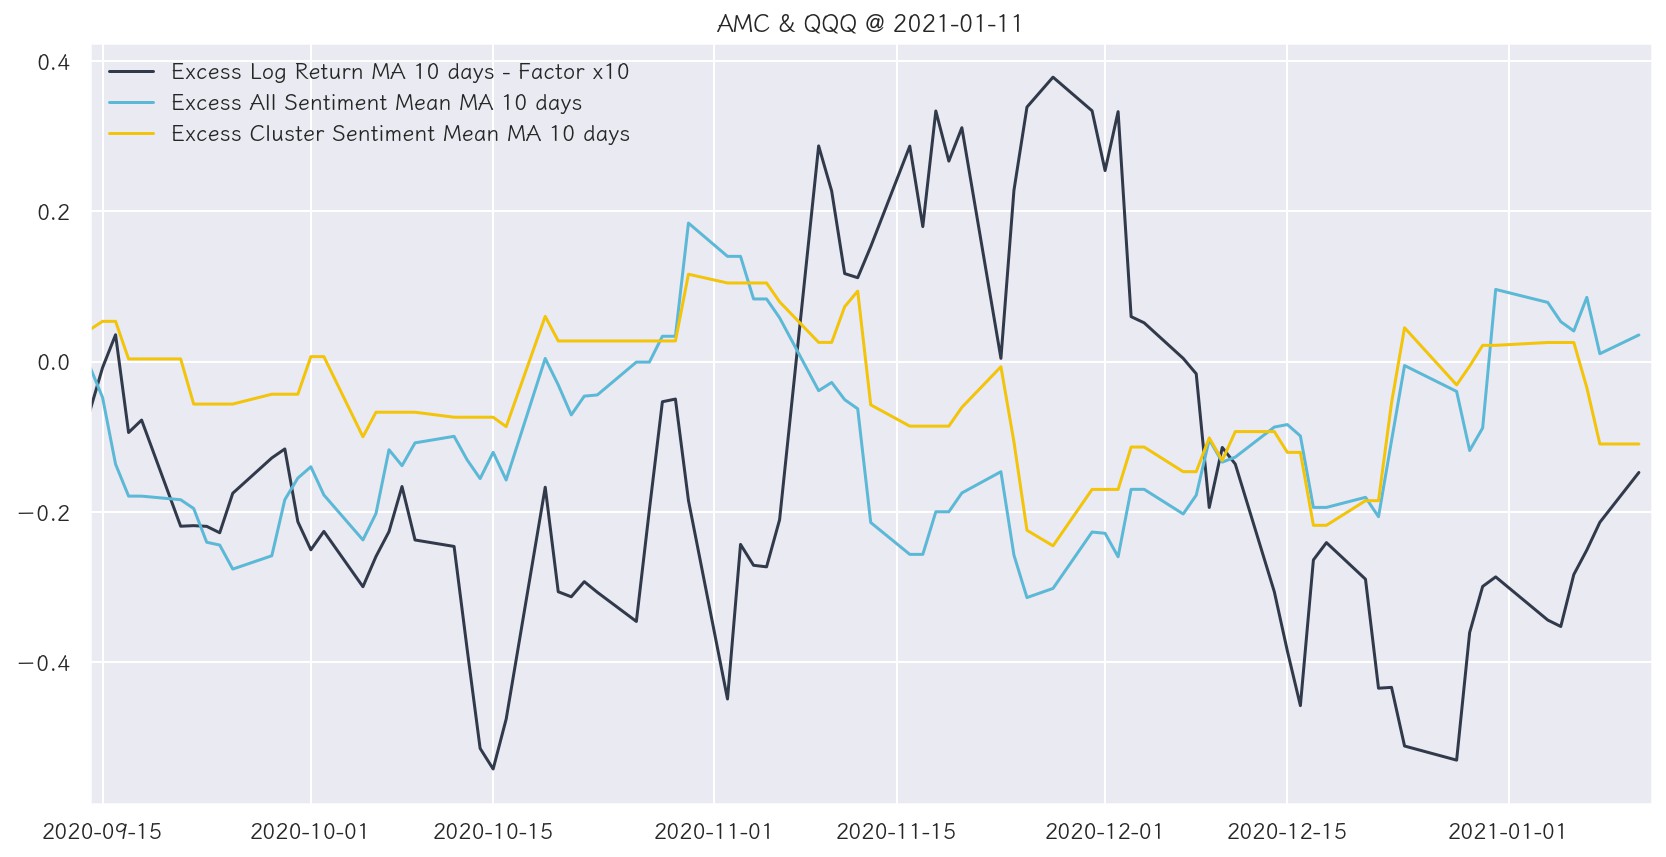 AMC & QQQ @ 2021-01-11
Excess Log Return MA 10 days - Factor x10
Excess All Sentiment Mean MA 10 days
Excess Cluster Sentiment Mean MA 10 days
0.4
0.2
0.0
−0.2
−0.4
2020-09-15 2020-10-01 2020-10-15 2020-11-01 2020-11-15 2020-12-01 2020-12-15 2021-01-01